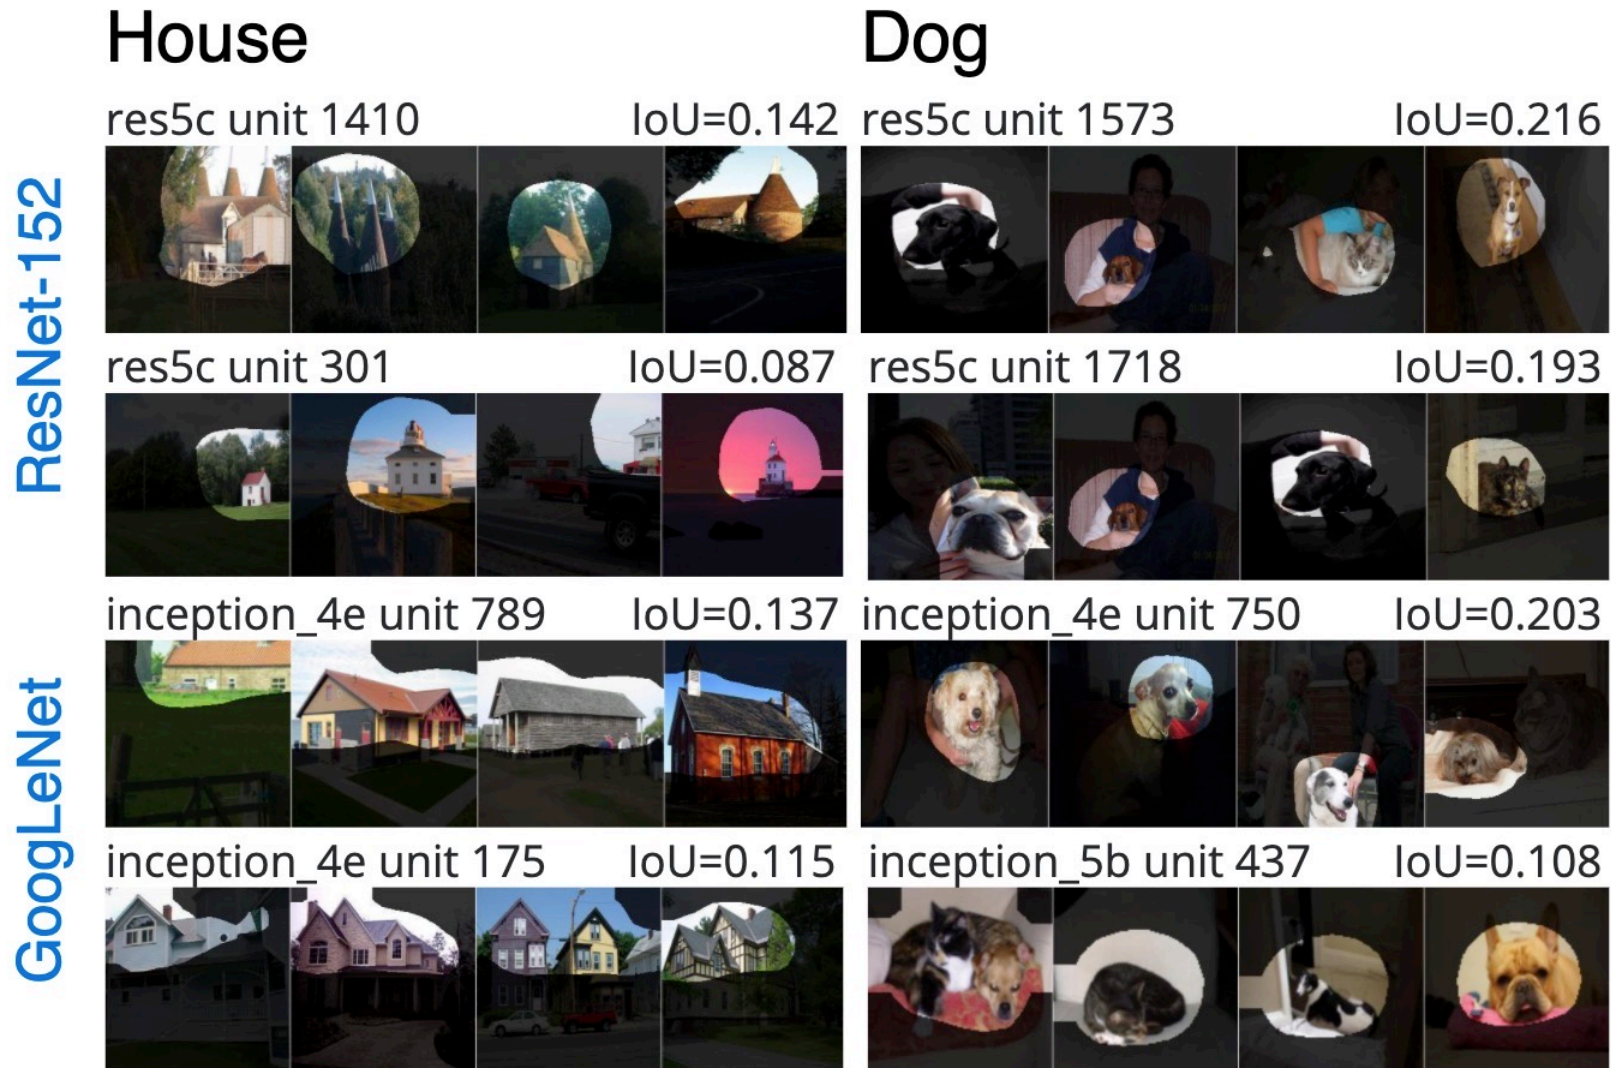 House
Dog
ResNet-152
res5c unit 1410 IoU=0.142
res5c unit 1573 IoU=0.216
res5c unit 301 IoU=0.087
res5c unit 1718 IoU=0.193
GoogLeNet
inception_4e unit 789 IoU=0.137
inception_4e unit 750 IoU=0.203
inception_4e unit 175 IoU=0.115
inception_5b unit 437 IoU=0.108